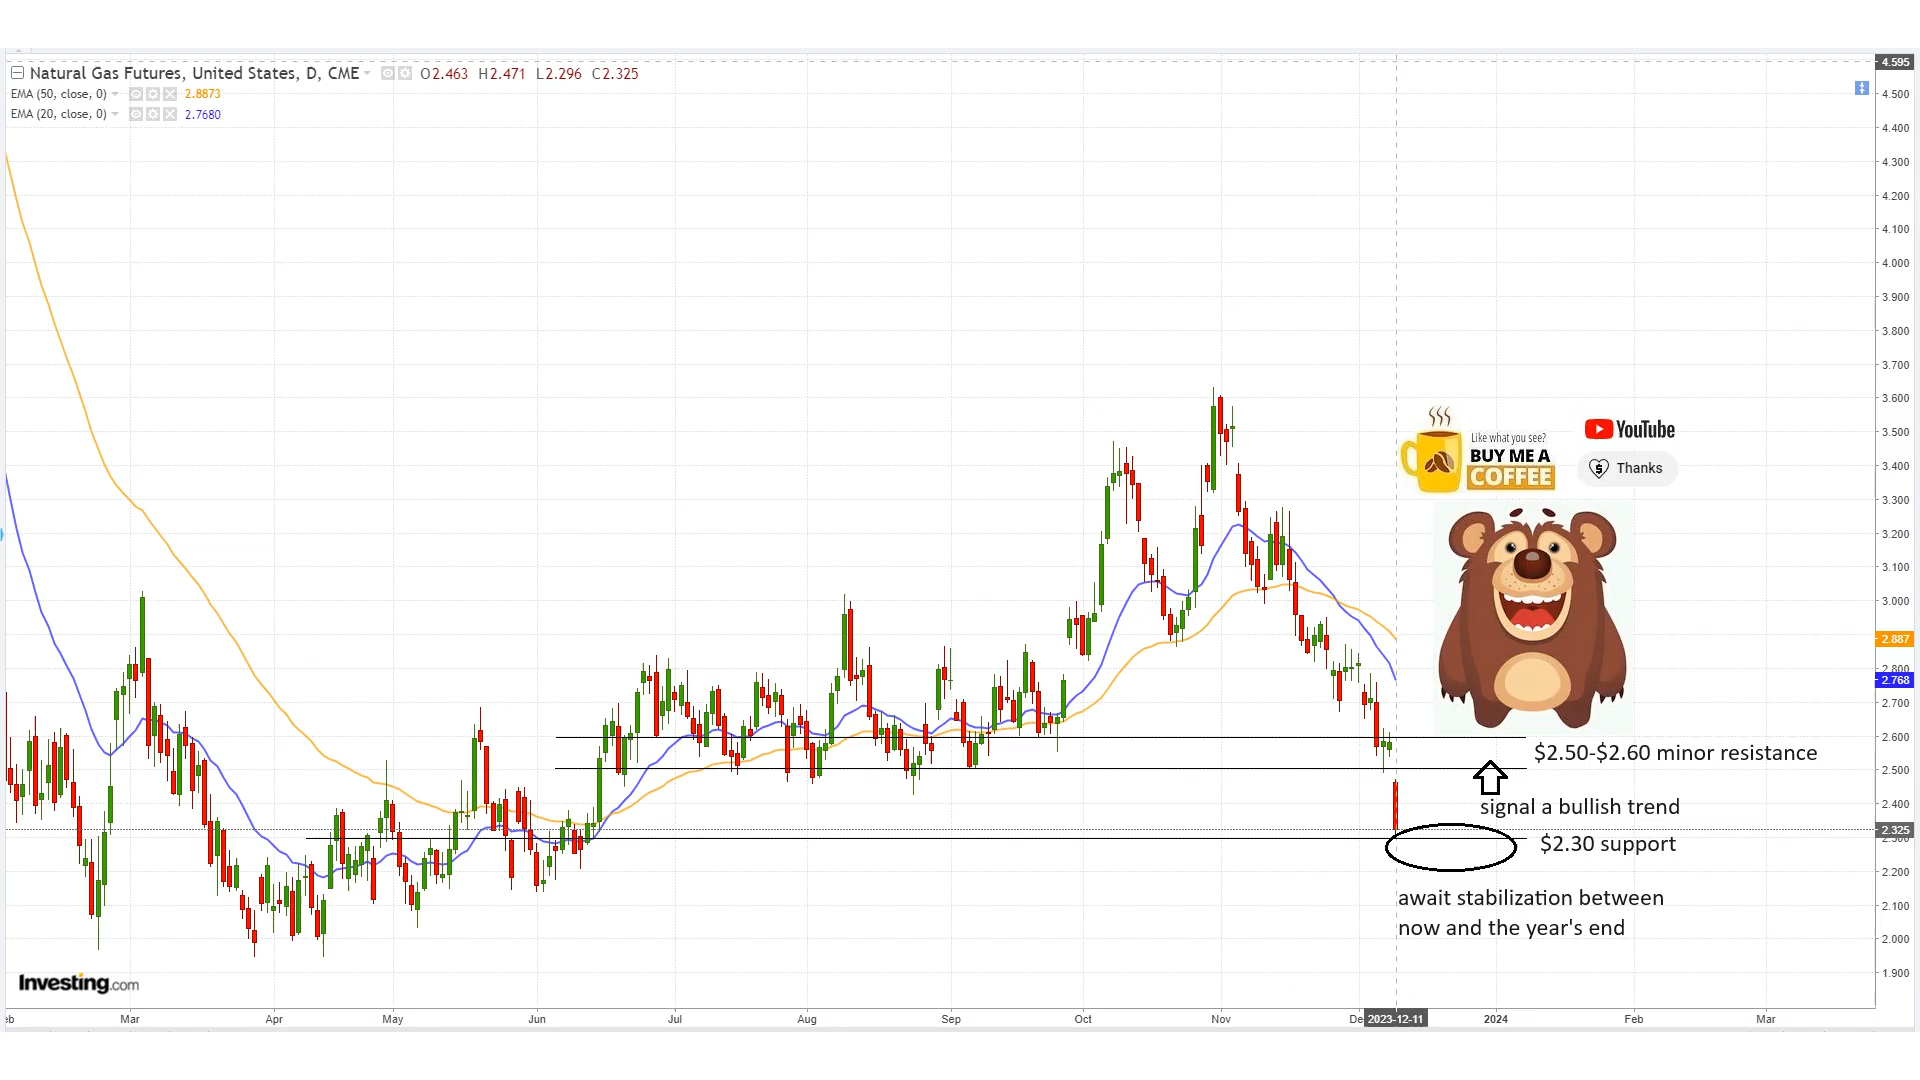 Natural Gas Futures, United States, D, CME O2.463 H2.471 L2.296 C2.325
EMA (50, close, 0) 2.8873
EMA (20, close, 0) 2.7680
4.595
4.500
4.400
4.300
4.200
4.100
4.000
3.900
3.800
3.700
3.600
3.500
3.400
3.300
3.200
3.100
3.000
2.887
2.800
2.768
2.700
2.600
2.500
2.400
2.325
2.300
2.200
2.100
2.000
1.900
Like what you see?
BUY ME A
COFFEE
YouTube
Thanks
$2.50-$2.60 minor resistance
signal a bullish trend
$2.30 support
await stabilization between
now and the year's end
Investing.com
eb Mar Apr May Jun Jul Aug Sep Oct Nov De 2023-12-11 2024 Feb Mar